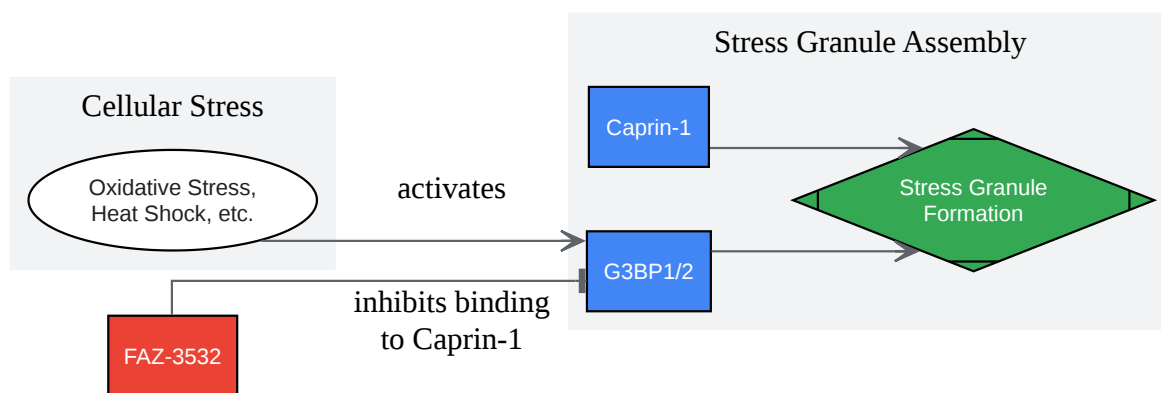 Stress Granule Assembly
Cellular Stress
Caprin-1
Oxidative Stress,
Heat Shock, etc.
activates
Stress Granule
Formation
G3BP1/2
inhibits binding
to Caprin-1
FAZ-3532